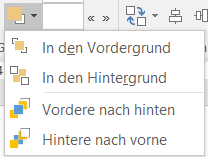 « »
In den Vordergrund
In den Hintergrund
Vordere nach hinten
Hintere nach vorne